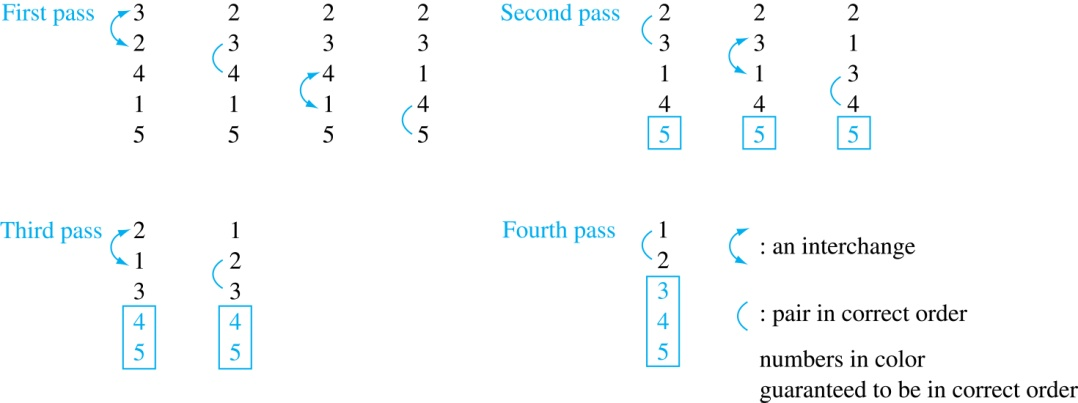 First pass 3 2 2 2
2 3 3 3
4 4 4 1
1 1 1 4
5 5 5 5
Second pass 2 2 2
3 3 1
1 1 3
4 4 4
5 5 5
Third pass 2 1
1 2
3 3
4 4
5 5
Fourth pass 1
2
3
4
5
: an interchange
: pair in correct order
numbers in color
guaranteed to be in correct order